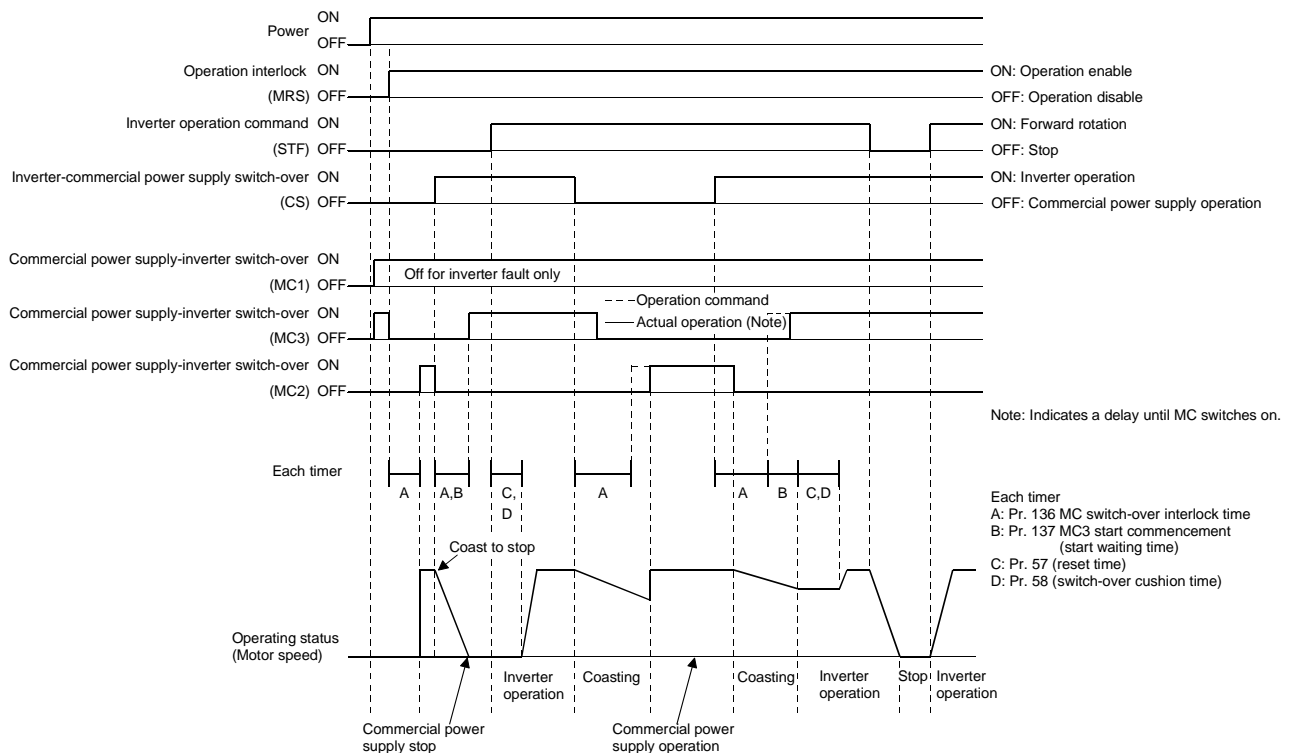 Power ON
OFF
Operation interlock ON
(MRS) OFF
ON: Operation enable
OFF: Operation disable
Inverter operation command ON
(STF) OFF
ON: Forward rotation
OFF: Stop
Inverter-commercial power supply switch-over ON
(CS) OFF
ON: Inverter operation
OFF: Commercial power supply operation
Commercial power supply-inverter switch-over ON
(MC1) OFF
Off for inverter fault only
Commercial power supply-inverter switch-over ON
(MC3) OFF
Operation command
Actual operation (Note)
Commercial power supply-inverter switch-over ON
(MC2) OFF
Note: Indicates a delay until MC switches on.
Each timer
A
A,B
C,
D
A
A
B
C,D
Each timer
A: Pr. 136 MC switch-over interlock time
B: Pr. 137 MC3 start commencement
(start waiting time)
C: Pr. 57 (reset time)
D: Pr. 58 (switch-over cushion time)
Coast to stop
Operating status
(Motor speed)
Inverter
operation
Coasting
Coasting
Inverter
operation
Stop
Inverter
operation
Commercial power
supply stop
Commercial power
supply operation